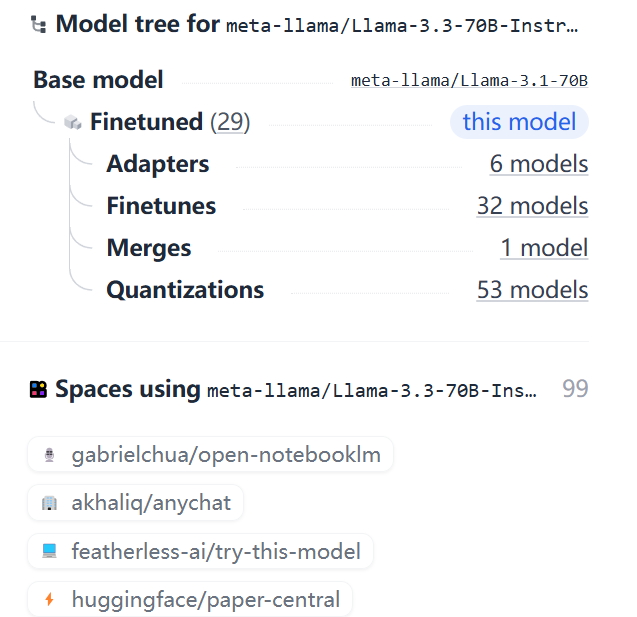 Model tree for meta-llama/Llama-3.3-70B-Instr…
Base model meta-llama/Llama-3.1-70B
Finetuned (29) this model
Adapters 6 models
Finetunes 32 models
Merges 1 model
Quantizations 53 models
Spaces using meta-llama/Llama-3.3-70B-Ins… 99
gabrielchua/open-notebooklm
akhaliq/anychat
featherless-ai/try-this-model
huggingface/paper-central